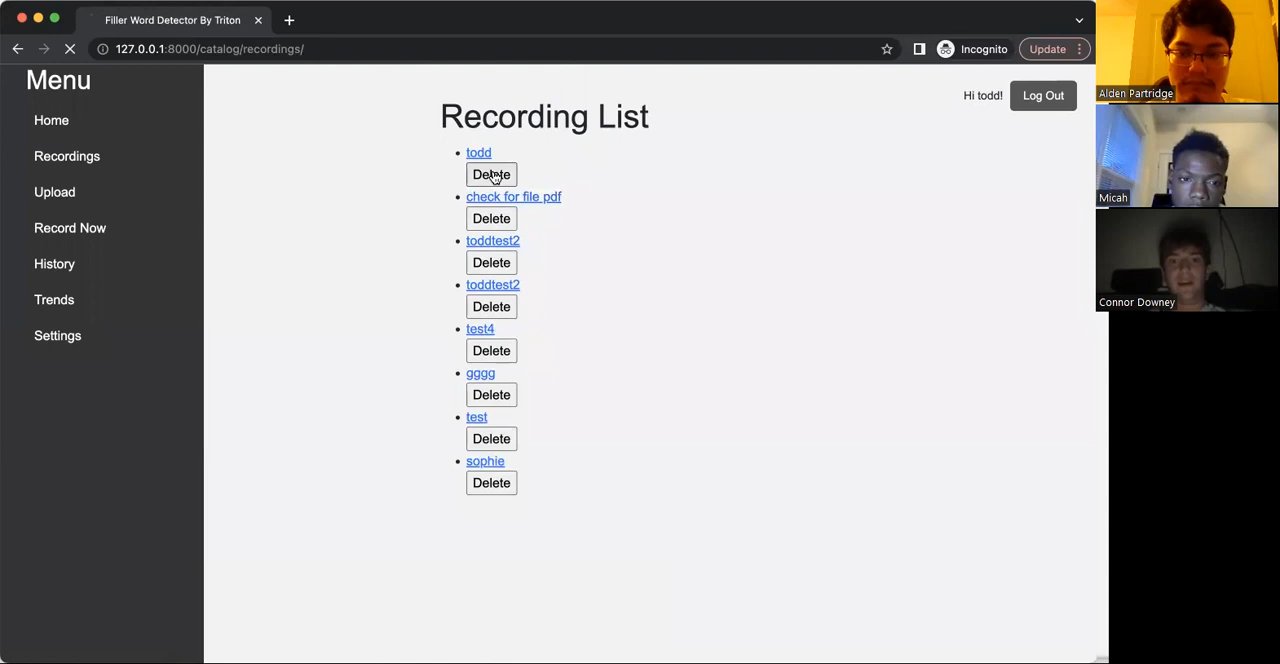 Filler Word Detector By Triton
127.0.0.1:8000/catalog/recordings/
Incognito
Update
Menu
Home
Recordings
Upload
Record Now
History
Trends
Settings
Hi todd!
Log Out
Recording List
todd
Delete
check for file pdf
Delete
toddtest2
Delete
toddtest2
Delete
test4
Delete
gggg
Delete
test
Delete
sophie
Delete
Alden Partridge
Micah
Connor Downey